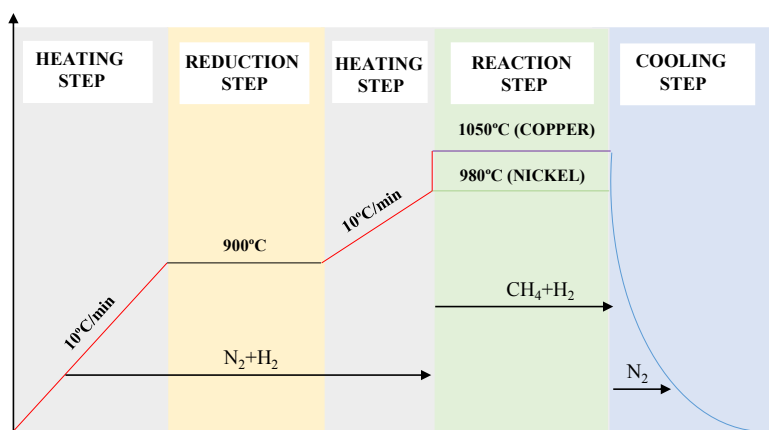 HEATING
STEP
REDUCTION
STEP
HEATING
STEP
REACTION
STEP
COOLING
STEP
1050ºC (COPPER)
980ºC (NICKEL)
10ºC/min
900ºC
10ºC/min
CH₄+H₂
N₂+H₂
N₂